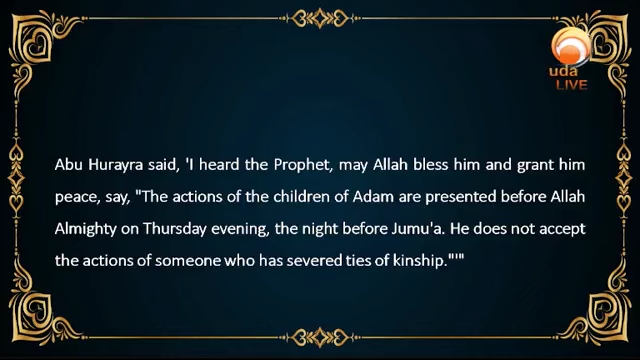 uda
LIVE
Abu Hurayra said, 'I heard the Prophet, may Allah bless him and grant him
peace, say, "The actions of the children of Adam are presented before Allah
Almighty on Thursday evening, the night before Jumu'a. He does not accept
the actions of someone who has severed ties of kinship."'"